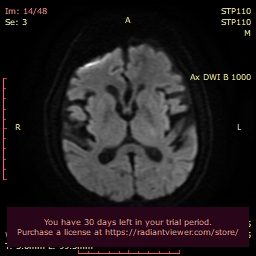 Im: 14/48
Se: 3
A
STP110
STP110
M
Ax DWI B 1000
R
L
You have 30 days left in your trial period.
Purchase a license at https://radiantviewer.com/store/